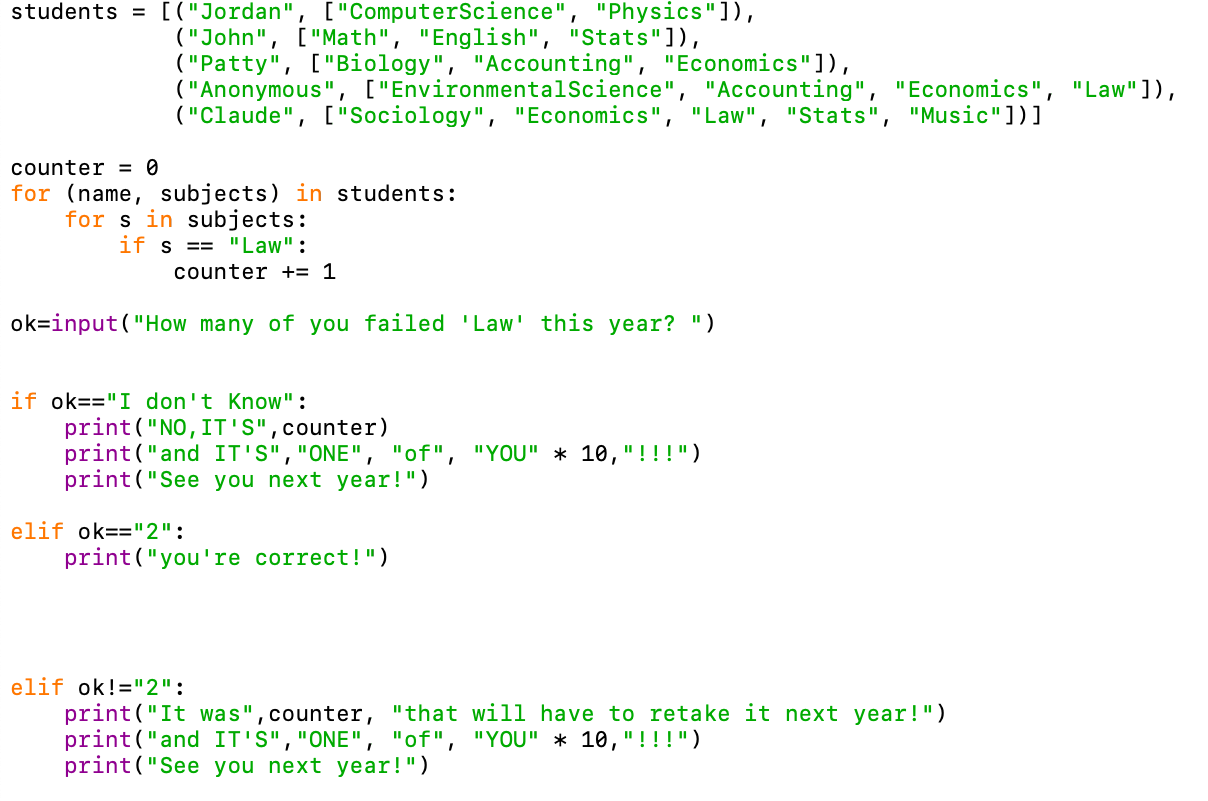 students = [("Jordan", ["ComputerScience", "Physics"]),
            ("John", ["Math", "English", "Stats"]),
            ("Patty", ["Biology", "Accounting", "Economics"]),
            ("Anonymous", ["EnvironmentalScience", "Accounting", "Economics", "Law"]),
            ("Claude", ["Sociology", "Economics", "Law", "Stats", "Music"])]
counter = 0
for (name, subjects) in students:
    for s in subjects:
        if s == "Law":
            counter += 1
ok=input("How many of you failed 'Law' this year? ")
if ok=="I don't Know":
    print("NO,IT'S",counter)
    print("and IT'S","ONE", "of", "YOU" * 10,"!!!")
    print("See you next year!")
elif ok=="2":
    print("you're correct!")
elif ok!="2":
    print("It was",counter, "that will have to retake it next year!")
    print("and IT'S","ONE", "of", "YOU" * 10,"!!!")
    print("See you next year!")